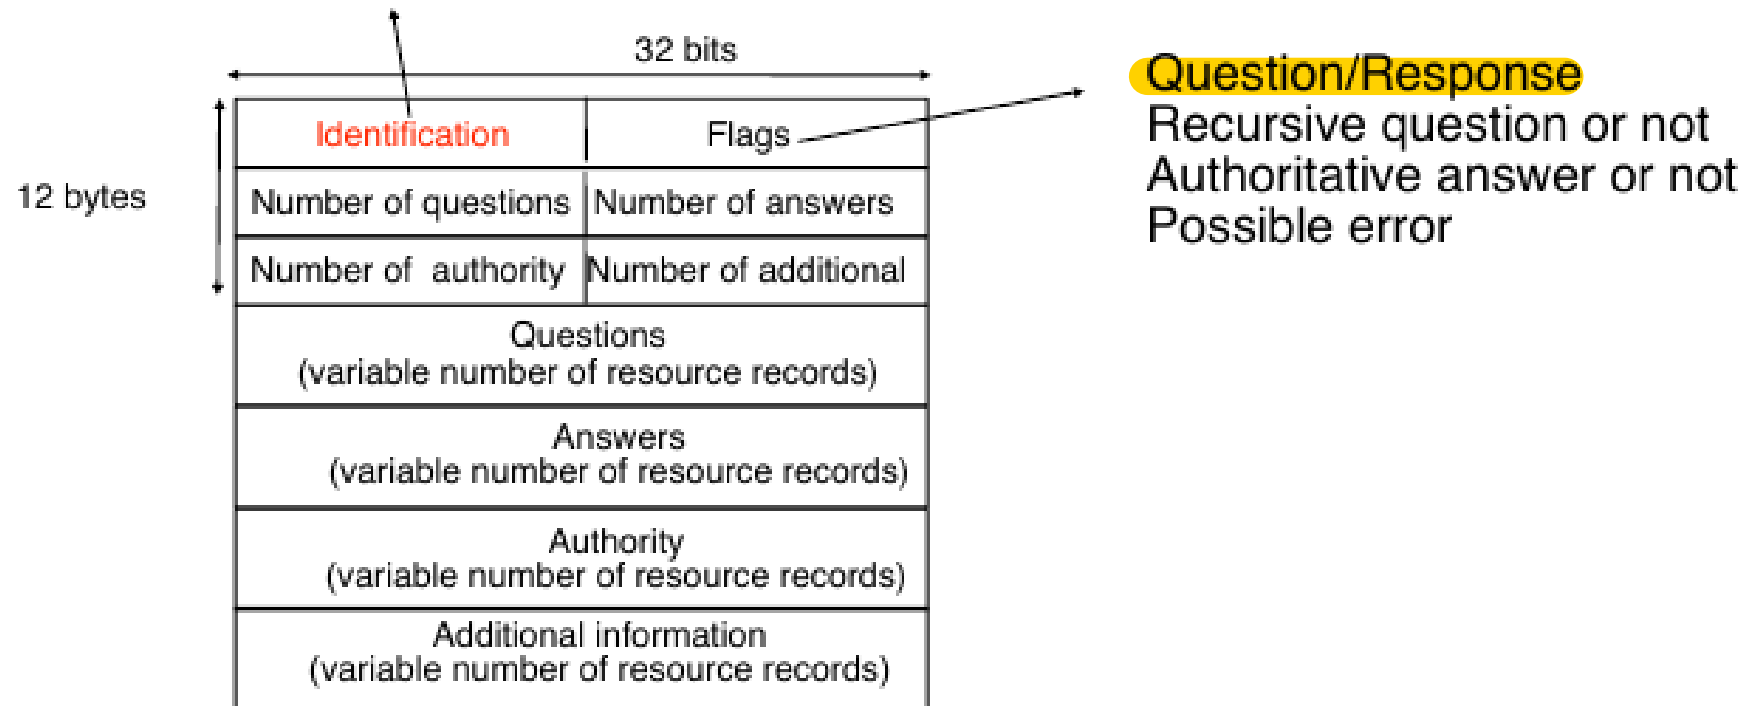 32 bits
Question/Response
Recursive question or not
Authoritative answer or not
Possible error
12 bytes
Identification Flags
Number of questions Number of answers
Number of authority Number of additional
Questions
(variable number of resource records)
Answers
(variable number of resource records)
Authority
(variable number of resource records)
Additional information
(variable number of resource records)